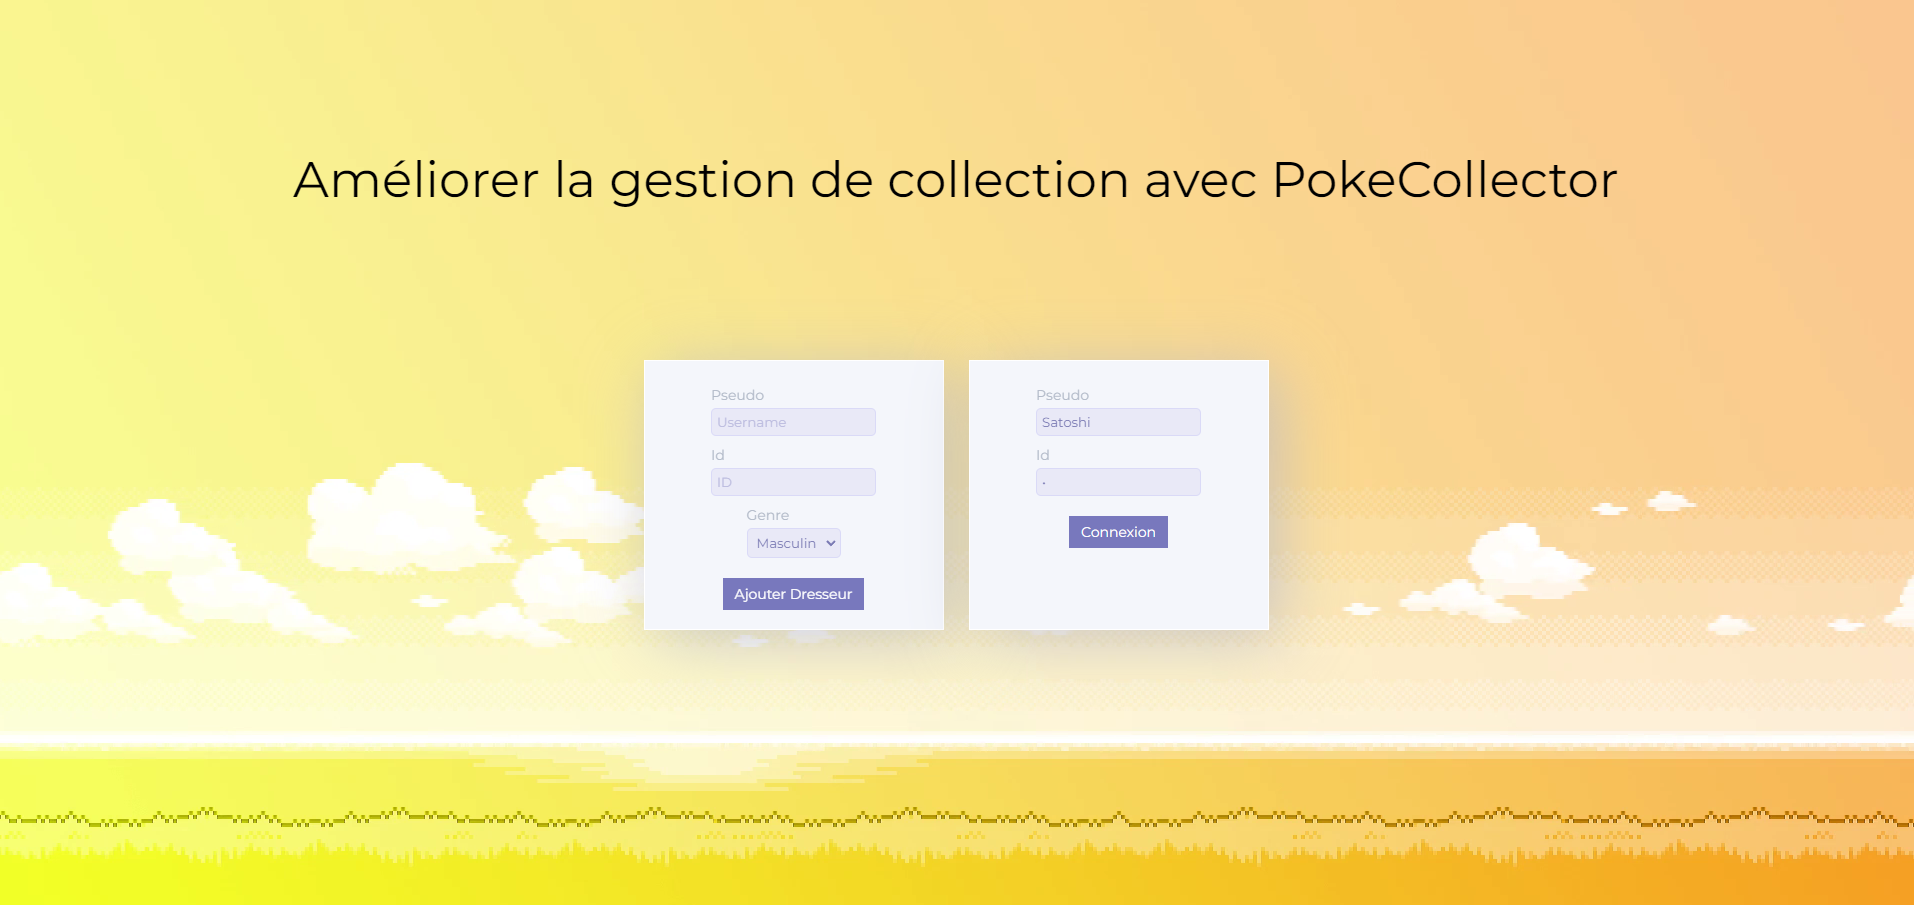 Améliorer la gestion de collection avec PokeCollector
Pseudo
Username
Id
ID
Genre
Masculin
Ajouter Dresseur
Pseudo
Satoshi
Id
•
Connexion